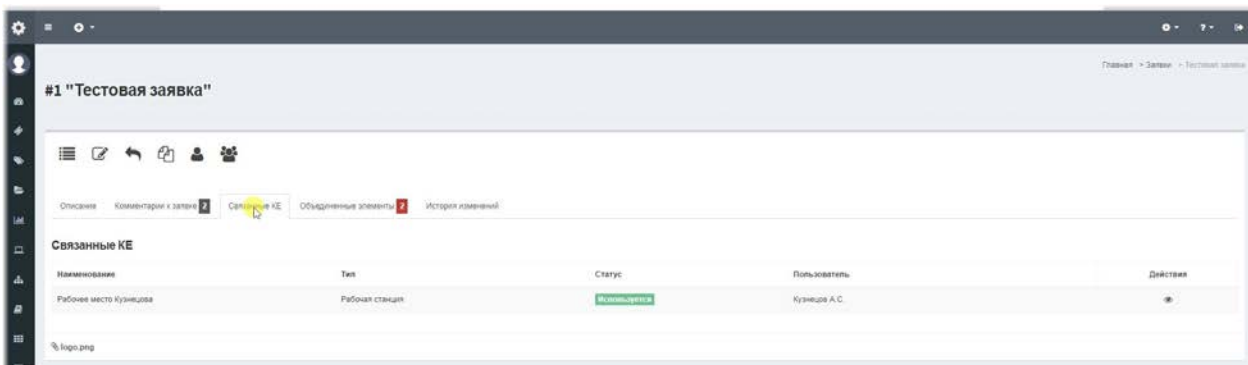 Главная > Заявки > Тестовая заявка
#1 "Тестовая заявка"
Описание Комментарии к заявке 2 Связанные КЕ Объединенные элементы 2 История изменений
Связанные КЕ
Наименование Тип Статус Пользователь Действия
Рабочее место Кузнецова Рабочая станция Используется Кузнецов А.С.
logo.png